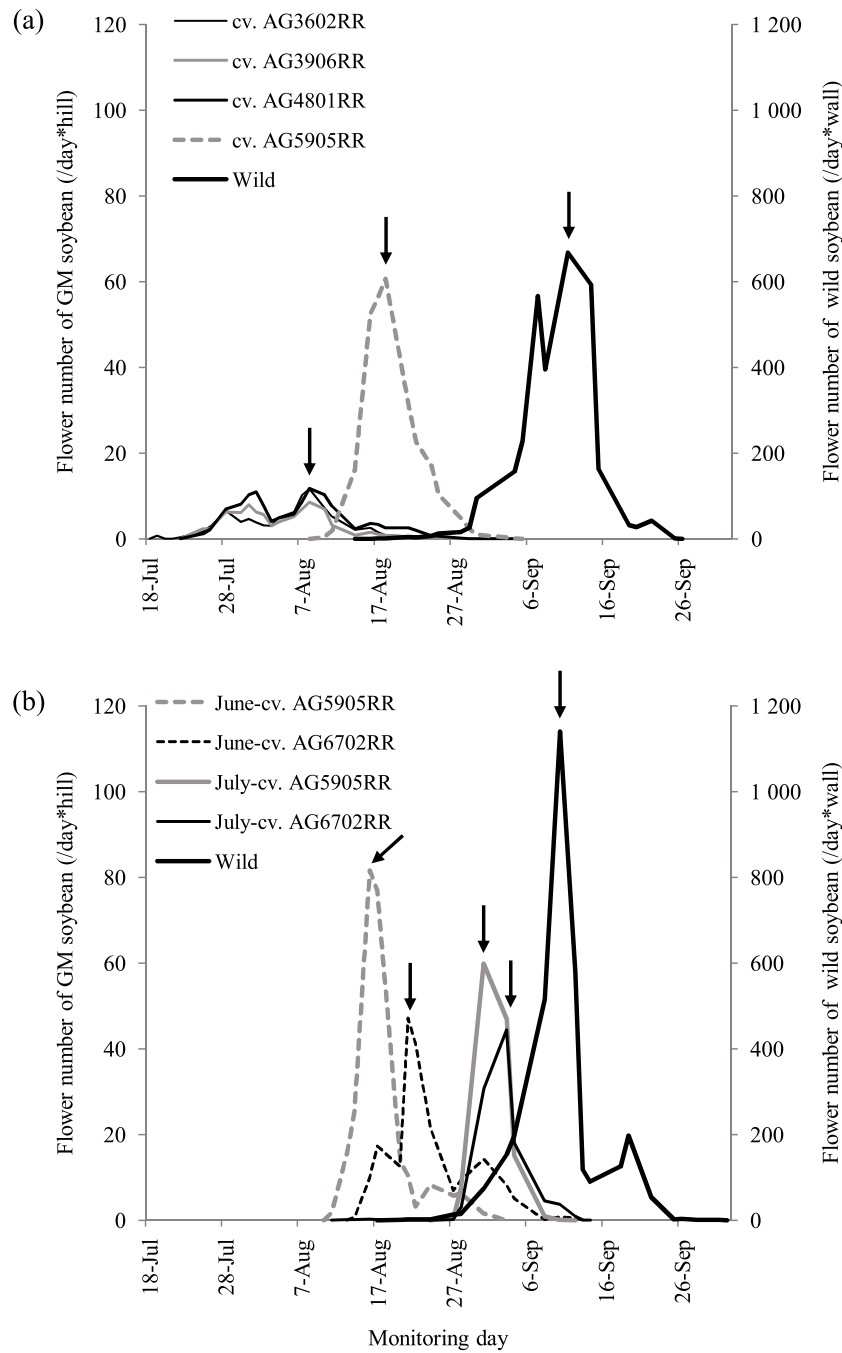 (a)
cv. AG3602RR
cv. AG3906RR
cv. AG4801RR
cv. AG5905RR
Wild
Flower number of GM soybean (/day*hill)
120
100
80
60
40
20
0
1 200
1 000
800
600
400
200
0
Flower number of wild soybean (/day*wall)
18-Jul
28-Jul
7-Aug
17-Aug
27-Aug
6-Sep
16-Sep
26-Sep
(b)
June-cv. AG5905RR
June-cv. AG6702RR
July-cv. AG5905RR
July-cv. AG6702RR
Wild
Flower number of GM soybean (/day*hill)
120
100
80
60
40
20
0
1 200
1 000
800
600
400
200
0
Flower number of wild soybean (/day*wall)
18-Jul
28-Jul
7-Aug
17-Aug
27-Aug
6-Sep
16-Sep
26-Sep
Monitoring day